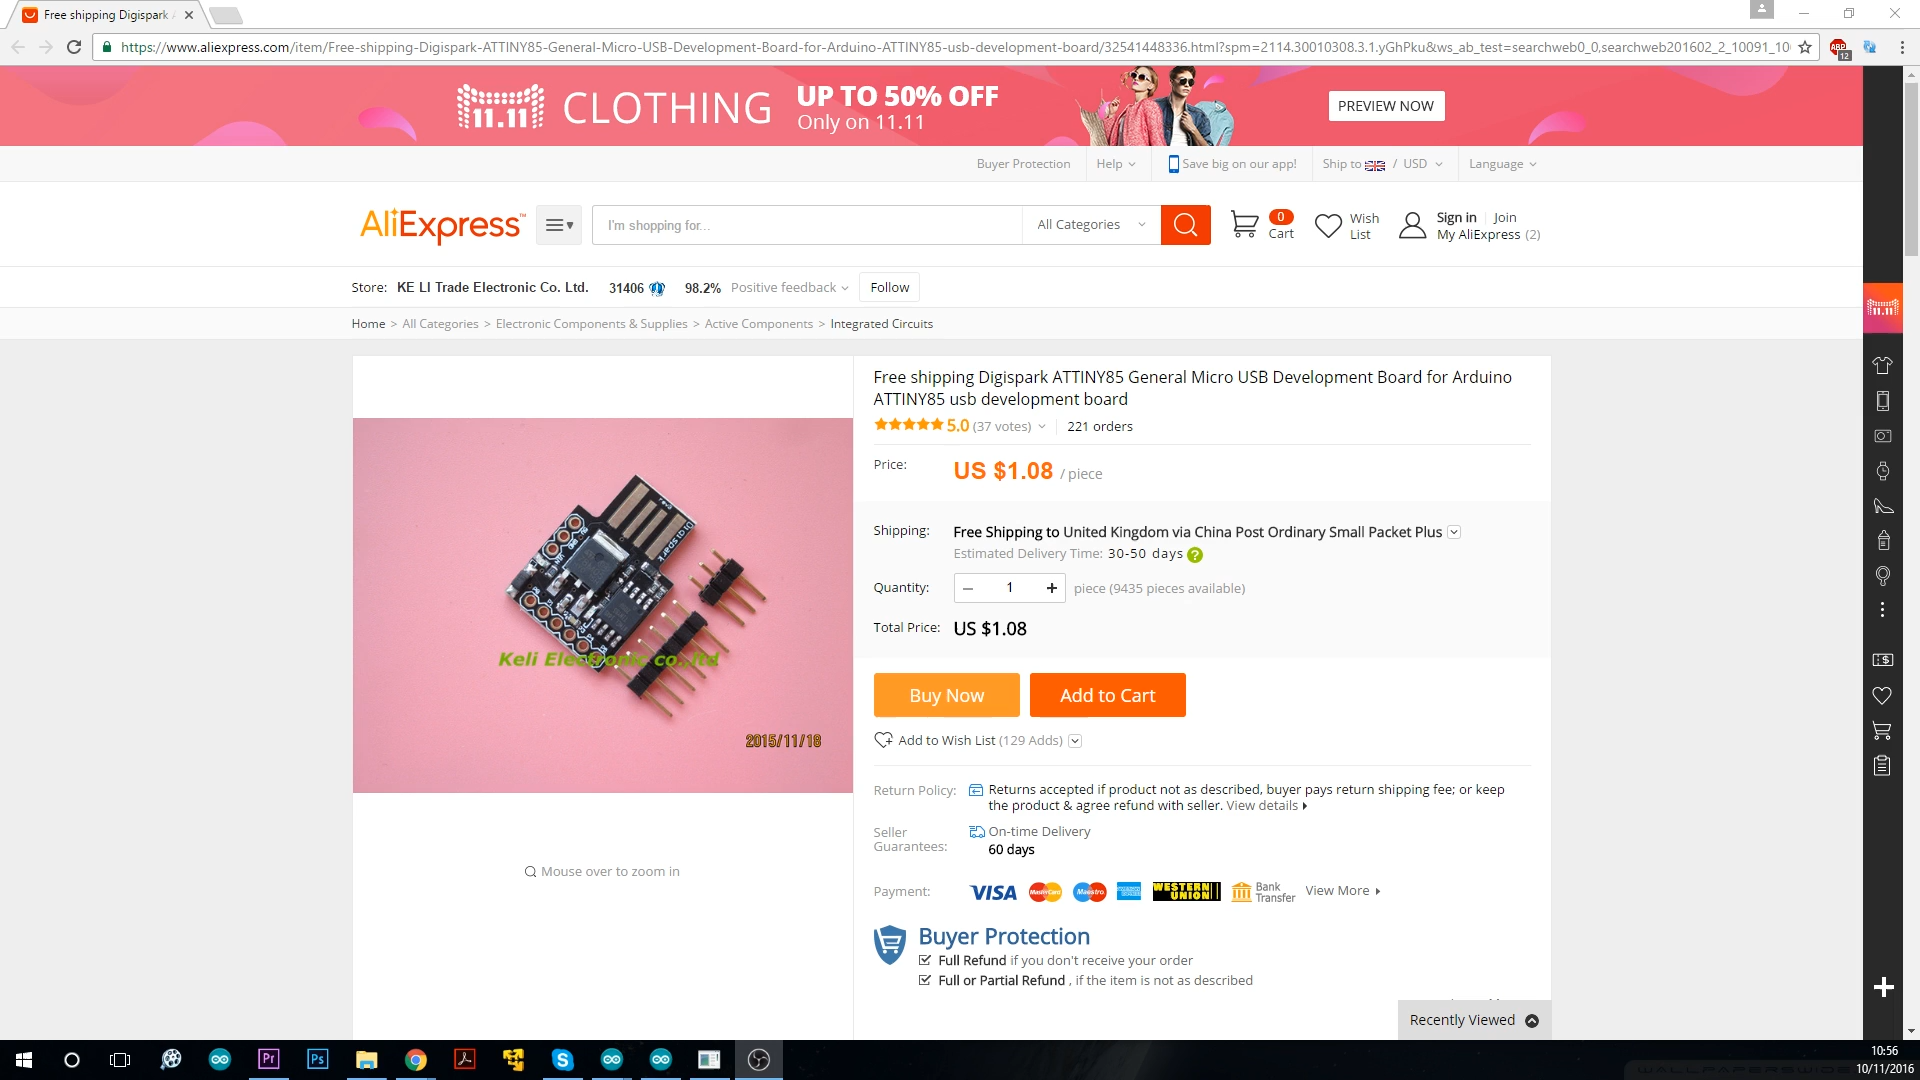 Free shipping Digispark
https://www.aliexpress.com/item/Free-shipping-Digispark-ATTINY85-General-Micro-USB-Development-Board-for-Arduino-ATTINY85-usb-development-board/32541448336.html?spm=2114.30010308.3.1.yGhPku&ws_ab_test=searchweb0_0,searchweb201602_2_10091_10
ABP
12
11.11 CLOTHING UP TO 50% OFF
Only on 11.11
PREVIEW NOW
Buyer Protection Help Save big on our app! Ship to / USD Language
AliExpress™ I'm shopping for... All Categories 0 Cart Wish List Sign in Join
My AliExpress (2)
Store: KE LI Trade Electronic Co. Ltd. 31406 98.2% Positive feedback Follow
Home > All Categories > Electronic Components & Supplies > Active Components > Integrated Circuits
11.11
Free shipping Digispark ATTINY85 General Micro USB Development Board for Arduino
ATTINY85 usb development board
5.0 (37 votes) 221 orders
Price: US $1.08 / piece
Shipping: Free Shipping to United Kingdom via China Post Ordinary Small Packet Plus
Estimated Delivery Time: 30-50 days ?
Quantity: − 1 + piece (9435 pieces available)
Total Price: US $1.08
Digispark
rev3
Keli Electronic co.,ltd
2015/11/18
Buy Now Add to Cart
Add to Wish List (129 Adds)
Return Policy: Returns accepted if product not as described, buyer pays return shipping fee; or keep
the product & agree refund with seller. View details
Seller
Guarantees:
On-time Delivery
60 days
Mouse over to zoom in
Payment: VISA MasterCard Maestro WESTERN UNION Bank Transfer View More
Buyer Protection
Full Refund if you don't receive your order
Full or Partial Refund , if the item is not as described
Recently Viewed
Pr
Ps
10:56
10/11/2016